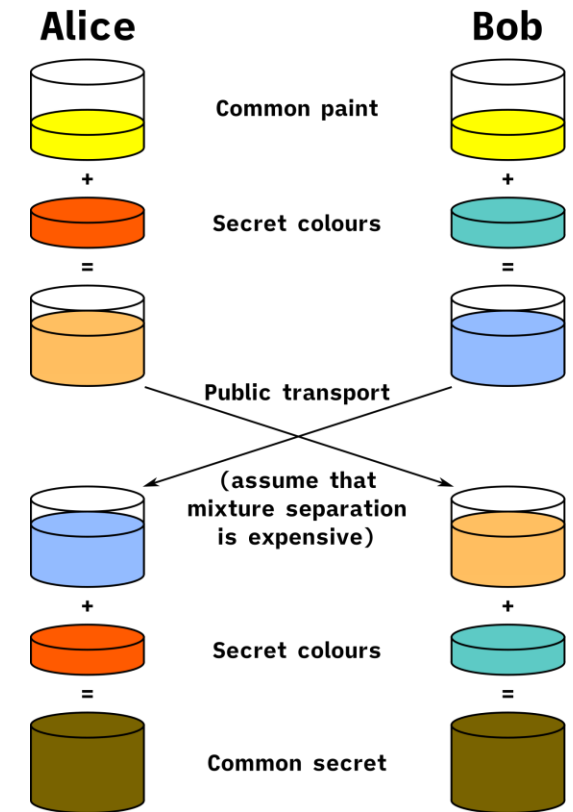 Alice
Bob
Common paint
+
+
Secret colours
=
=
Public transport
(assume that
mixture separation
is expensive)
+
+
Secret colours
=
=
Common secret